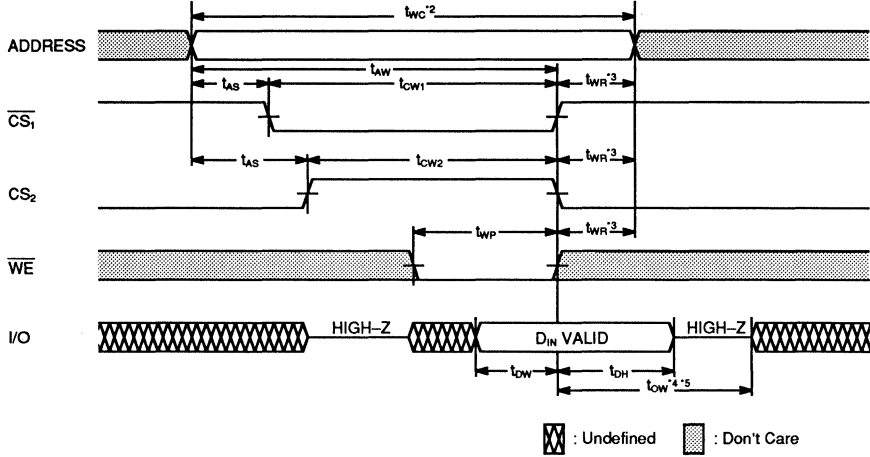 tWC*2
ADDRESS
tAW
tAS tCW1 tWR*3
CS1
tAS tCW2 tWR*3
CS2
tWP tWR*3
WE
I/O HIGH–Z DIN VALID HIGH–Z
tDW tDH
tOW*4*5
: Undefined : Don't Care